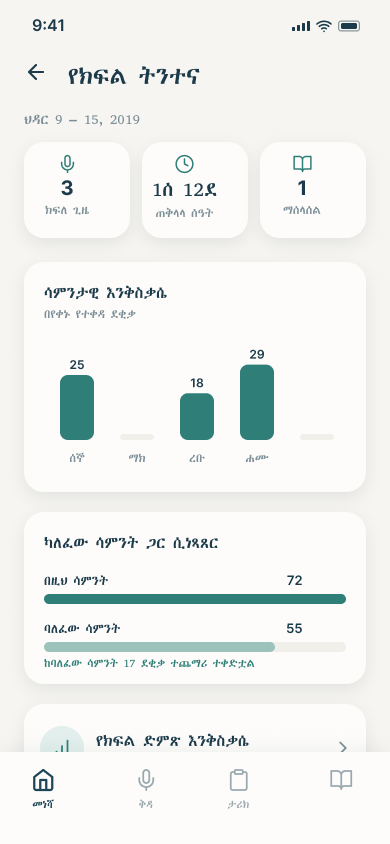 9:41
የክፍል ትንተና
ህዳር 9 – 15, 2019
3
ክፍለ ጊዜ
1ሰ 12ደ
ጠቅላላ ሰዓት
1
ማሰላሰል
ሳምንታዊ እንቅስቃሴ
በየቀኑ የተቀዳ ደቂቃ
25
18
29
ሰኞ
ማክ
ረቡ
ሐሙ
ካለፈው ሳምንት ጋር ሲነጻጸር
በዚህ ሳምንት
72
ባለፈው ሳምንት
55
ከባለፈው ሳምንት 17 ደቂቃ ተጨማሪ ተቀድቷል
የክፍል ድምጽ እንቅስቃሴ
መነሻ
ቅዳ
ታሪክ